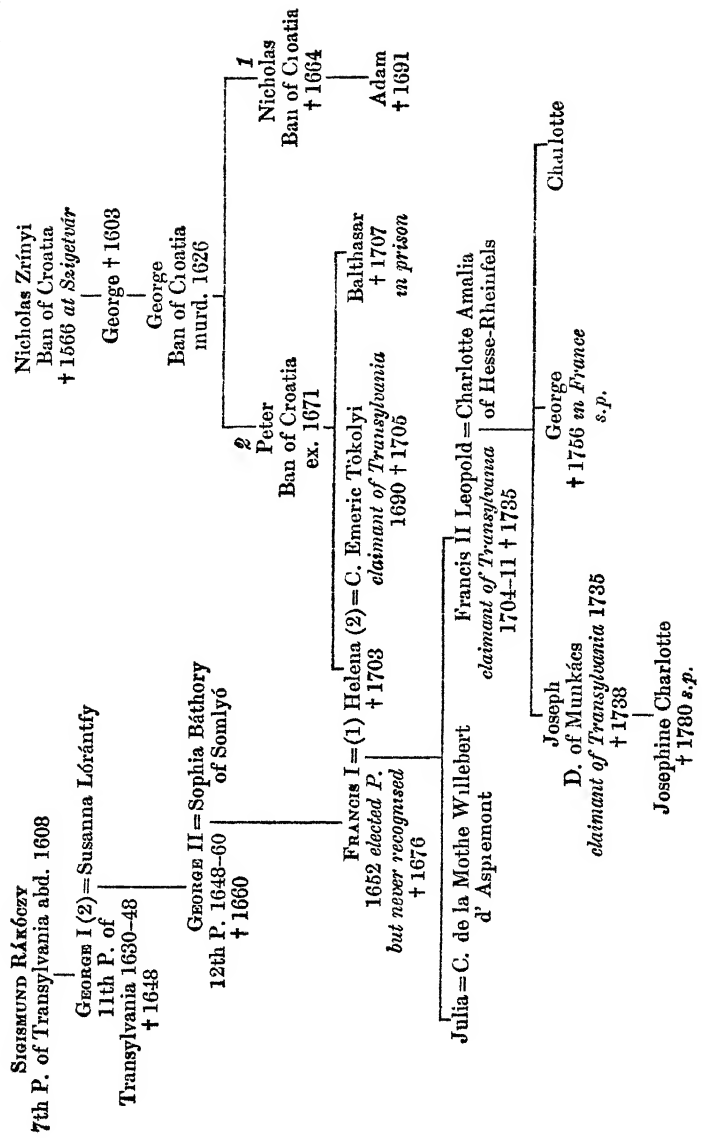 SIGISMUND RÁKÓCZY
7th P. of Transylvania abd. 1608
GEORGE I (2)=Susanna Lórántfy
11th P. of
Transylvania 1630-48
†1648
GEORGE II=Sophia Báthory
12th P. 1648-60 of Somlyó
†1660
Nicholas Zrínyi
Ban of Croatia
†1566 at Szigetvár
George †1603
George
Ban of Croatia
murd. 1626
2
Peter
Ban of Croatia
ex. 1671
1
Nicholas
Ban of Croatia
†1664
Adam
†1691
FRANCIS I=(1) Helena (2)=C. Emeric Tökolyi
1652 elected P. †1703 claimant of Transylvania
but never recognised 1690 †1705
†1676
Balthasar
†1707
in prison
Julia=C. de la Mothe Willebert
d'Aspremont
Francis II Leopold=Charlotte Amalia
claimant of Transylvania of Hesse-Rheinfels
1704-11 †1735
Joseph
D. of Munkács
claimant of Transylvania 1735
†1738
Josephine Charlotte
†1780 s.p.
George
†1756 in France
s.p.
Charlotte